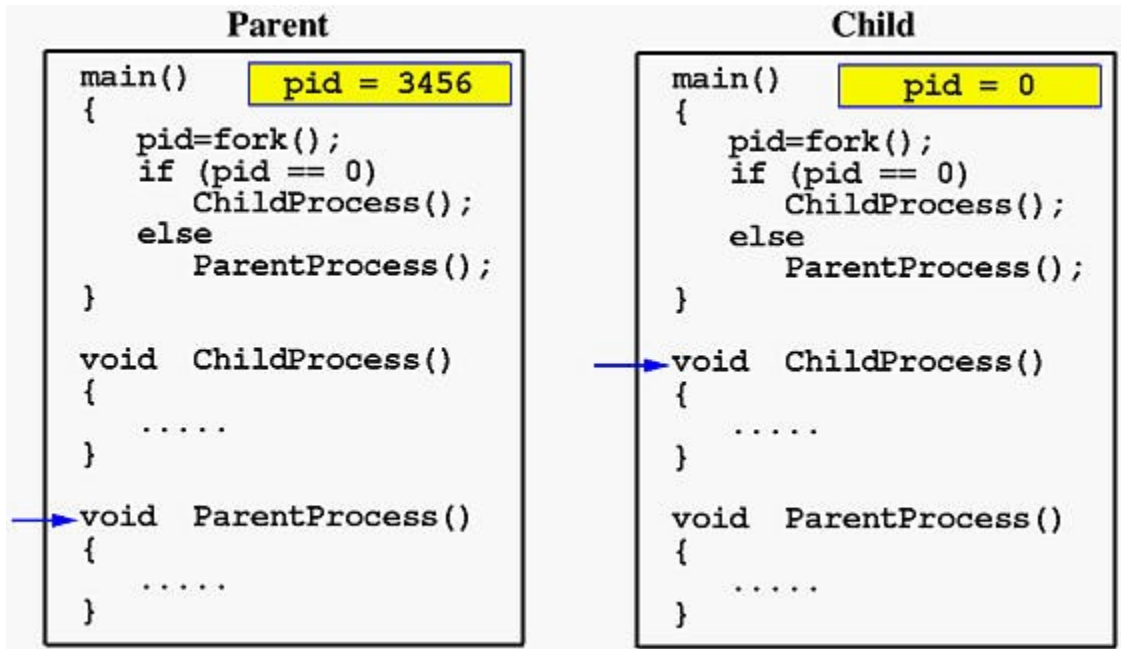 Parent
main()
pid = 3456
{
pid=fork();
if (pid == 0)
ChildProcess();
else
ParentProcess();
}
void ChildProcess()
{
.....
}
void ParentProcess()
{
.....
}
Child
main()
pid = 0
{
pid=fork();
if (pid == 0)
ChildProcess();
else
ParentProcess();
}
void ChildProcess()
{
.....
}
void ParentProcess()
{
.....
}